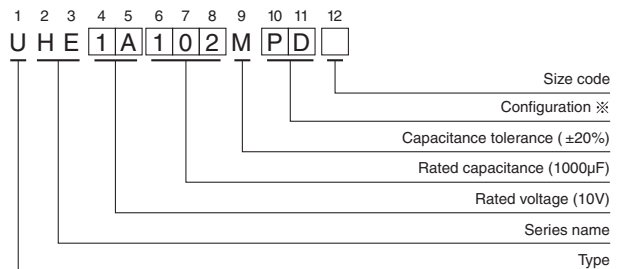 1 2 3 4 5 6 7 8 9 10 11 12
U H E 1 A 1 0 2 M P D
Size code
Configuration ※
Capacitance tolerance ( ±20%)
Rated capacitance (1000µF)
Rated voltage (10V)
Series name
Type